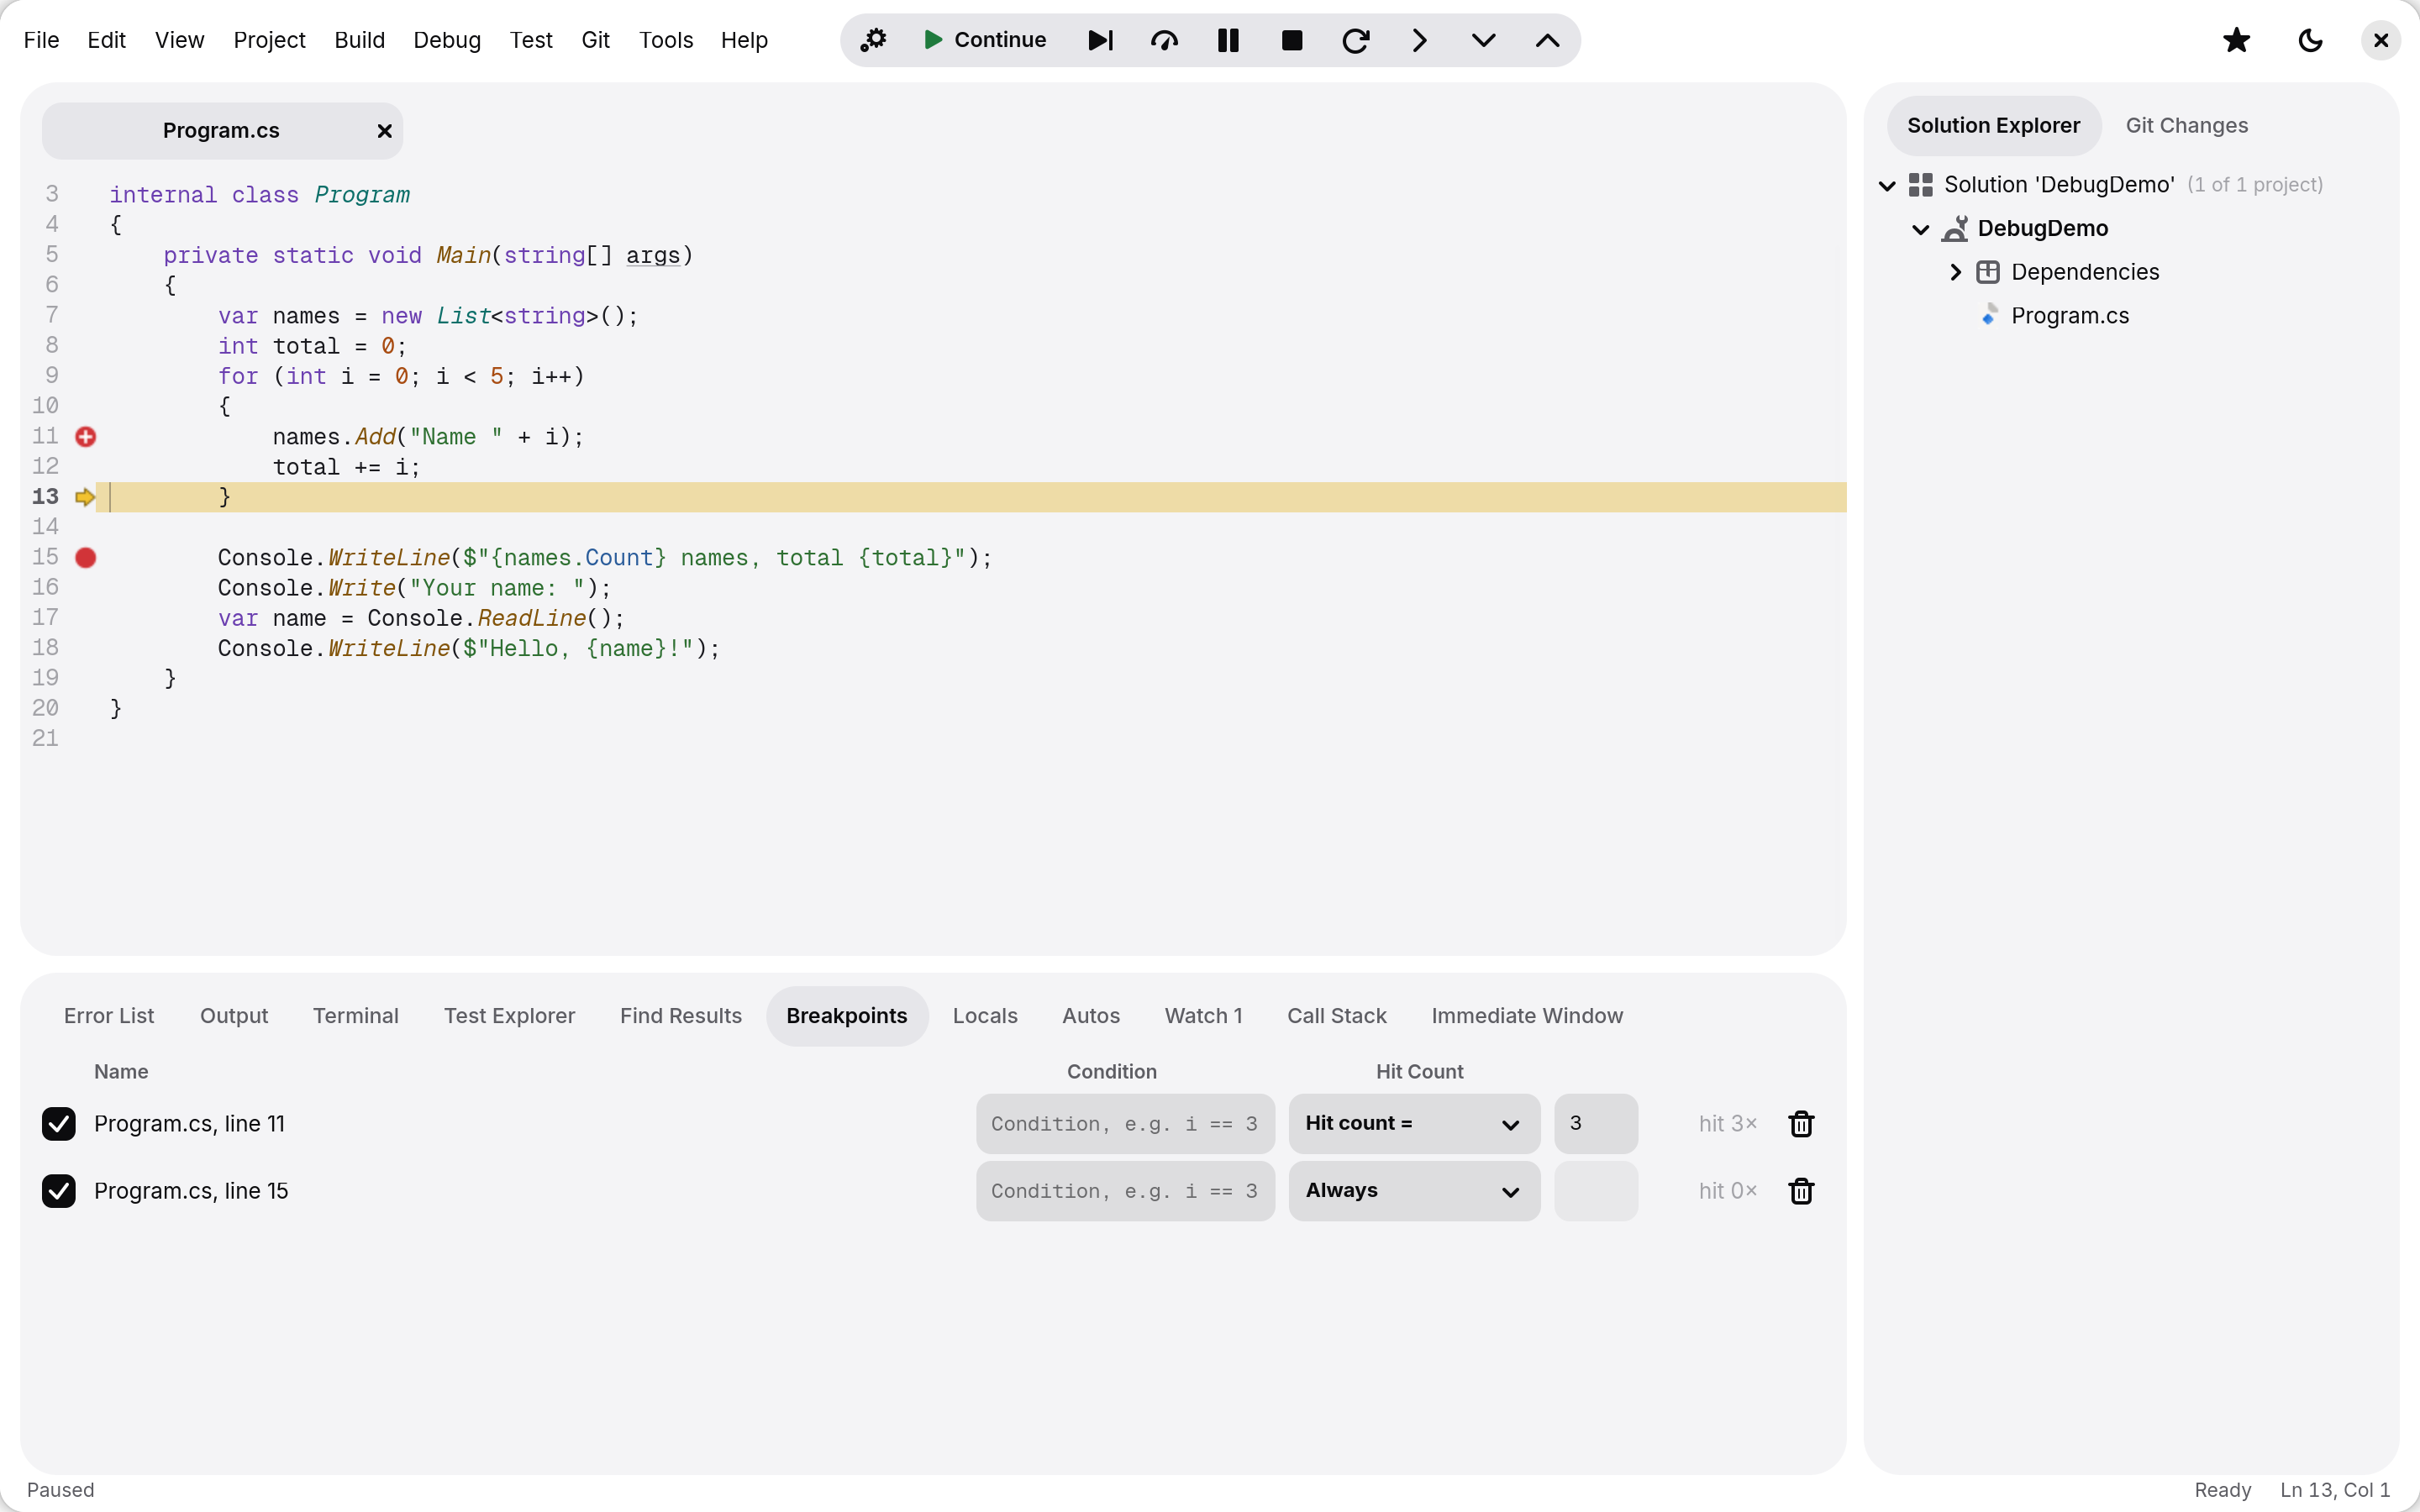 File Edit View Project Build Debug Test Git Tools Help Continue
Program.cs
3 internal class Program
4 {
5     private static void Main(string[] args)
6     {
7         var names = new List<string>();
8         int total = 0;
9         for (int i = 0; i < 5; i++)
10         {
11             names.Add("Name " + i);
12             total += i;
13         }
14
15         Console.WriteLine($"{names.Count} names, total {total}");
16         Console.Write("Your name: ");
17         var name = Console.ReadLine();
18         Console.WriteLine($"Hello, {name}!");
19     }
20 }
21
Solution Explorer Git Changes
Solution 'DebugDemo' (1 of 1 project)
DebugDemo
Dependencies
Program.cs
Error List Output Terminal Test Explorer Find Results Breakpoints Locals Autos Watch 1 Call Stack Immediate Window
Name Condition Hit Count
Program.cs, line 11 Condition, e.g. i == 3 Hit count = 3 hit 3×
Program.cs, line 15 Condition, e.g. i == 3 Always hit 0×
Paused Ready Ln 13, Col 1